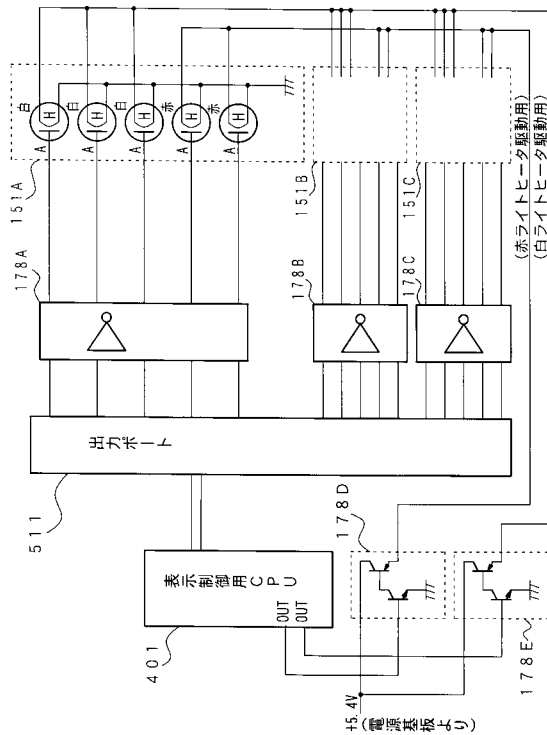 401
表示制御用CPU
OUT
OUT
+5.4V
(電源基板より)
511
出力ポート
178D
178E
178A
178B
178C
151A
151B
151C
A
A
A
A
A
白
白
白
赤
赤
H
H
H
H
H
(赤ライトヒータ駆動用)
(白ライトヒータ駆動用)